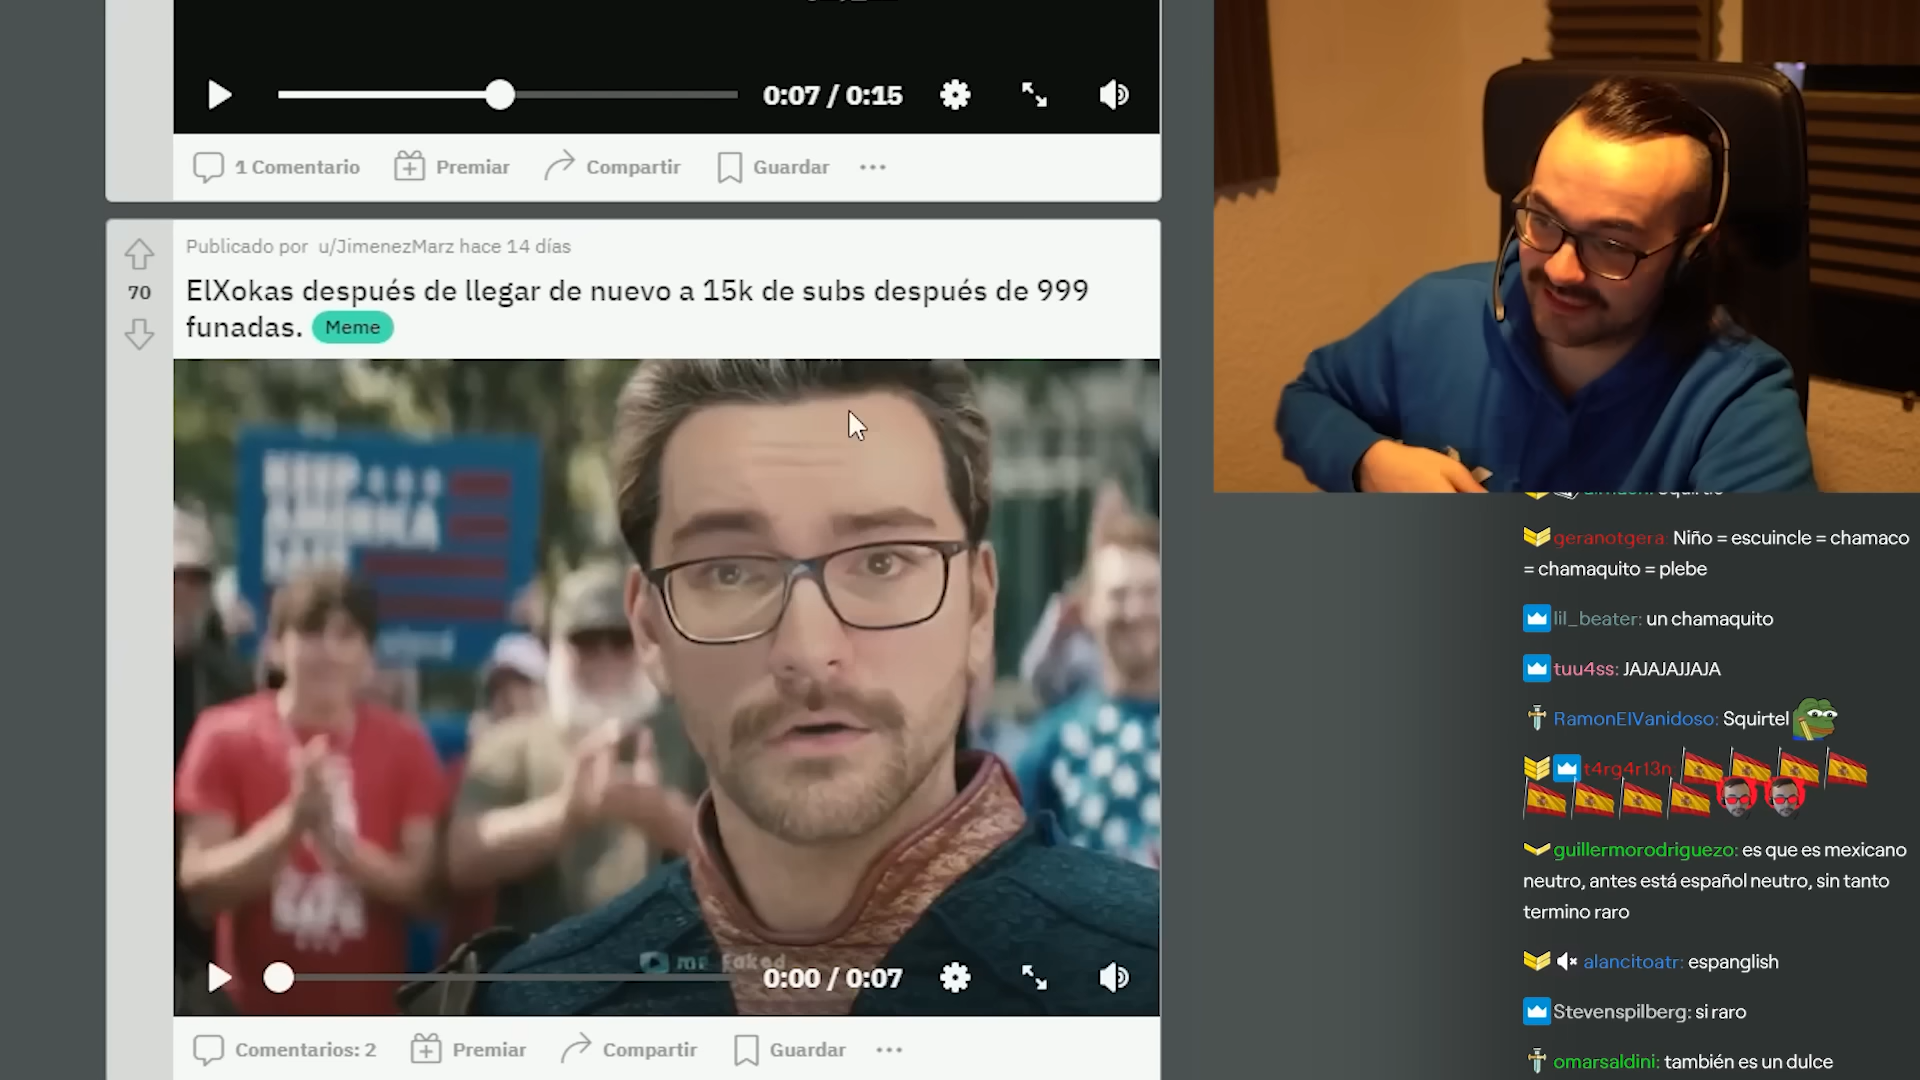 0:07 / 0:15
1 Comentario Premiar Compartir Guardar
Publicado por u/JimenezMarz hace 14 días
70
ElXokas después de llegar de nuevo a 15k de subs después de 999
funadas. Meme
KEEP
AMERICA
SAFE
SAFE
0:00 / 0:07
Comentarios: 2 Premiar Compartir Guardar
geranotgera: Niño = escuincle = chamaco
= chamaquito = plebe
lil_beater: un chamaquito
tuu4ss: JAJAJAJJAJA
RamonElVanidoso: Squirtel
t4rg4r13n
guillermorodriguezo: es que es mexicano
neutro, antes está español neutro, sin tanto
termino raro
alancitoatr: espanglish
Stevenspilberg: si raro
omarsaldini: también es un dulce